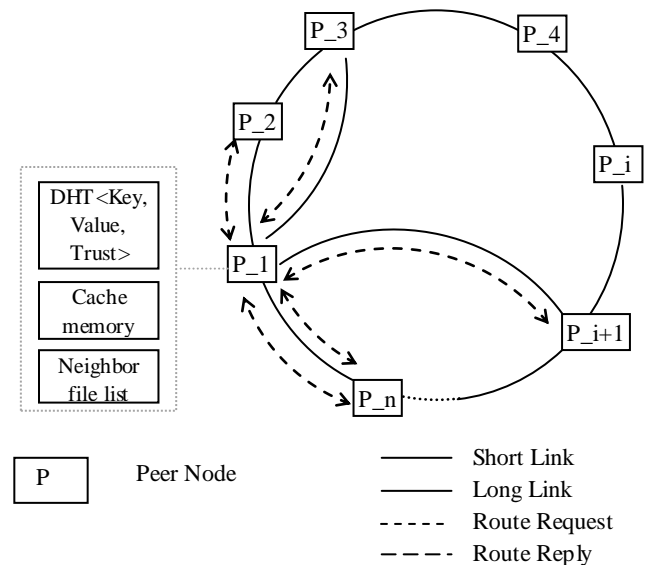 P_3
P_4
P_2
P_i
DHT<Key,
Value,
Trust>
P_1
Cache
memory
P_i+1
Neighbor
file list
P_n
P
Peer Node
Short Link
Long Link
Route Request
Route Reply